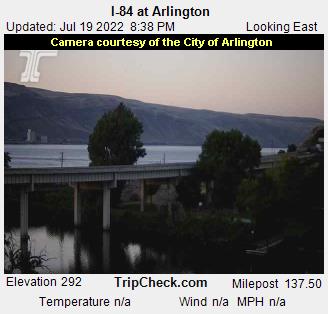 I-84 at Arlington
Updated: Jul 19 2022 8:38 PM Looking East
Camera courtesy of the City of Arlington
Elevation 292 TripCheck.com Milepost 137.50
Temperature n/a Wind n/a MPH n/a